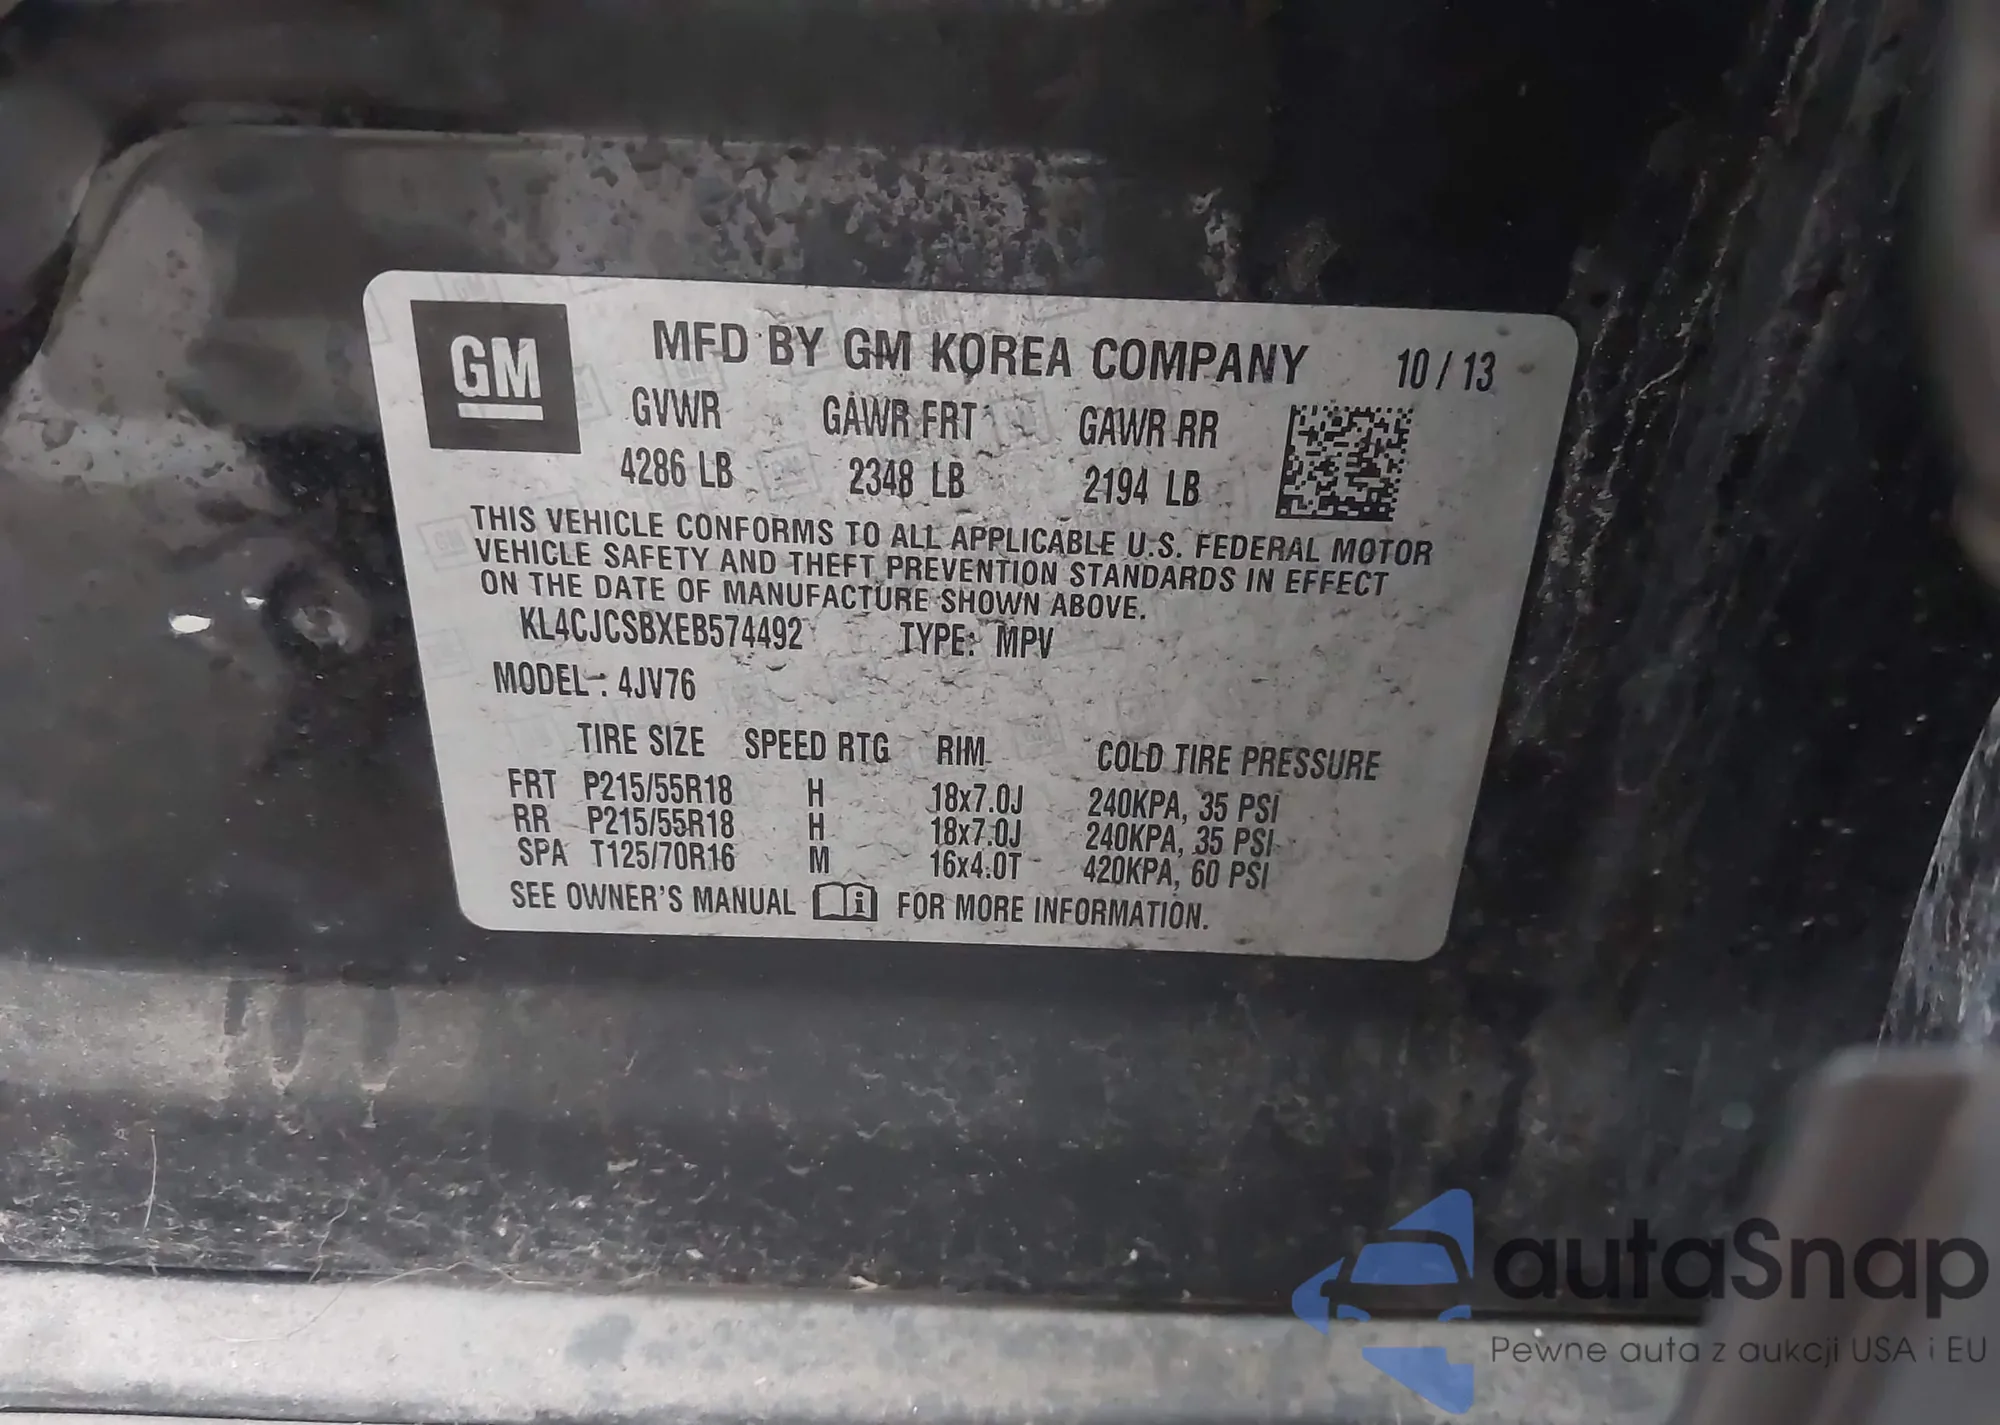 GM
MFD BY GM KOREA COMPANY 10 / 13
GVWR GAWR FRT GAWR RR
4286 LB 2348 LB 2194 LB
THIS VEHICLE CONFORMS TO ALL APPLICABLE U.S. FEDERAL MOTOR
VEHICLE SAFETY AND THEFT PREVENTION STANDARDS IN EFFECT
ON THE DATE OF MANUFACTURE SHOWN ABOVE.
KL4CJCSBXEB574492 TYPE: MPV
MODEL : 4JV76
TIRE SIZE SPEED RTG RIM COLD TIRE PRESSURE
FRT P215/55R18 H 18x7.0J 240KPA, 35 PSI
RR P215/55R18 H 18x7.0J 240KPA, 35 PSI
SPA T125/70R16 M 16x4.0T 420KPA, 60 PSI
SEE OWNER'S MANUAL i FOR MORE INFORMATION.
autaSnap
Pewne auta z aukcji USA i EU